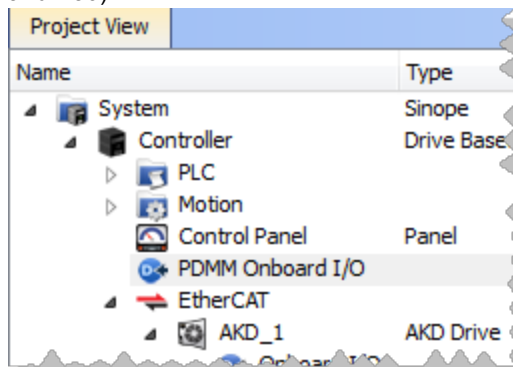 Project View
Name Type
System Sinope
Controller Drive Base
PLC
Motion
Control Panel Panel
PDMM Onboard I/O
EtherCAT
AKD_1 AKD Drive